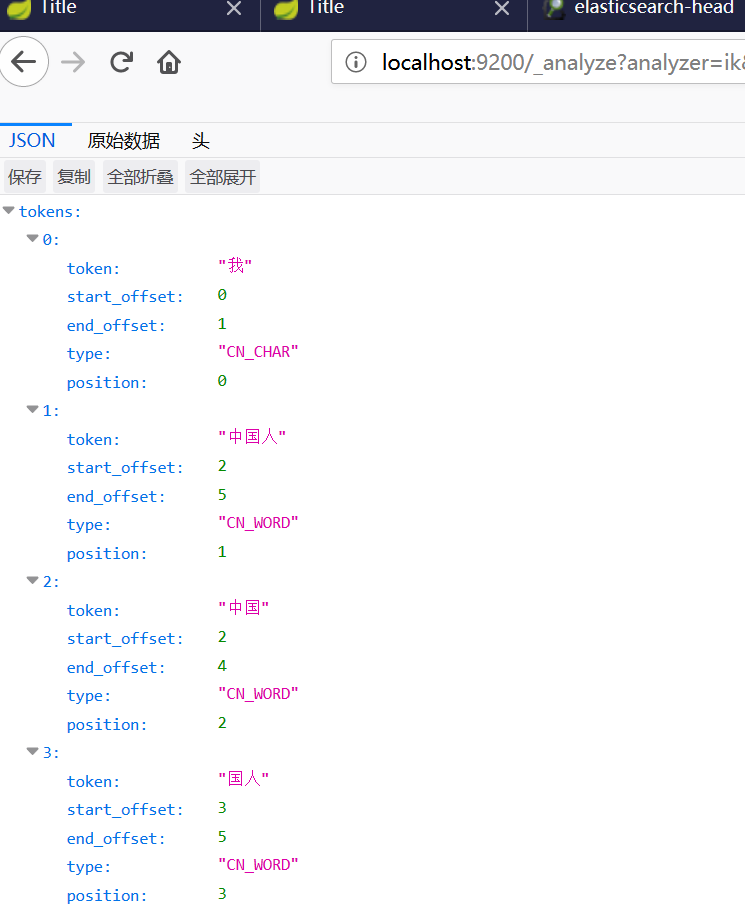 Title
Title
elasticsearch-head
localhost:9200/_analyze?analyzer=ik&
JSON 原始数据 头
保存 复制 全部折叠 全部展开
tokens:
0:
token: "我"
start_offset: 0
end_offset: 1
type: "CN_CHAR"
position: 0
1:
token: "中国人"
start_offset: 2
end_offset: 5
type: "CN_WORD"
position: 1
2:
token: "中国"
start_offset: 2
end_offset: 4
type: "CN_WORD"
position: 2
3:
token: "国人"
start_offset: 3
end_offset: 5
type: "CN_WORD"
position: 3